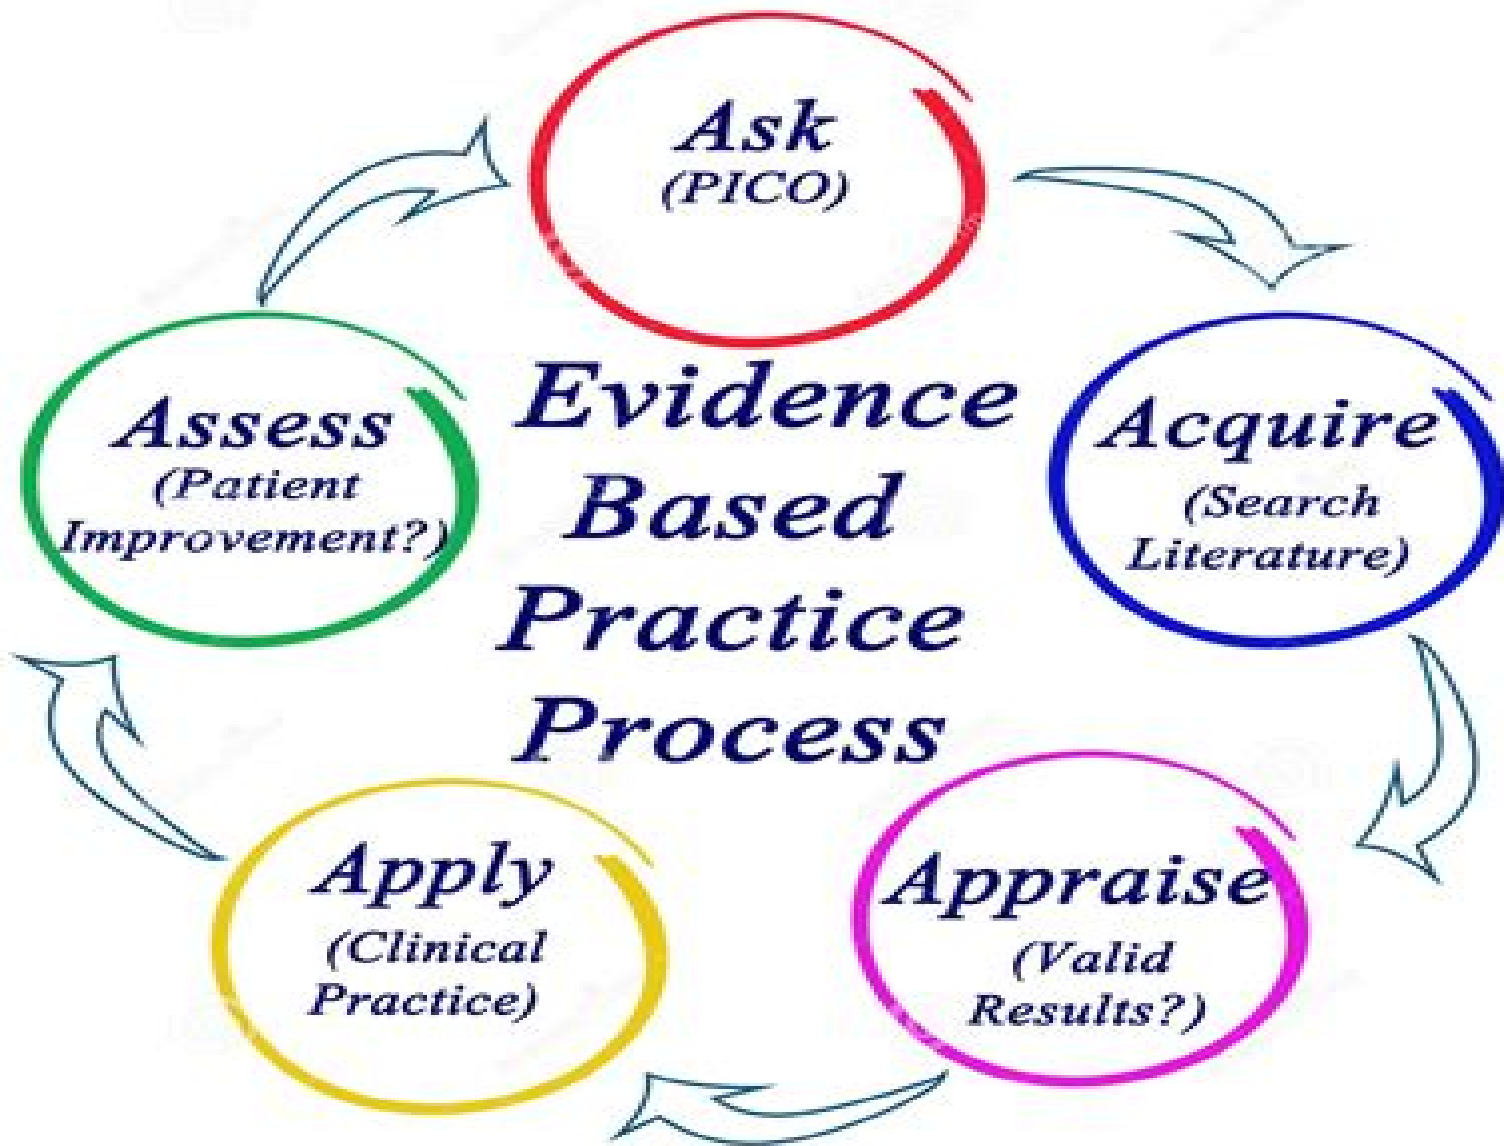 Ask
(PICO)
Evidence
Based
Practice
Process
Acquire
(Search
Literature)
Appraise
(Valid
Results?)
Apply
(Clinical
Practice)
Assess
(Patient
Improvement?)